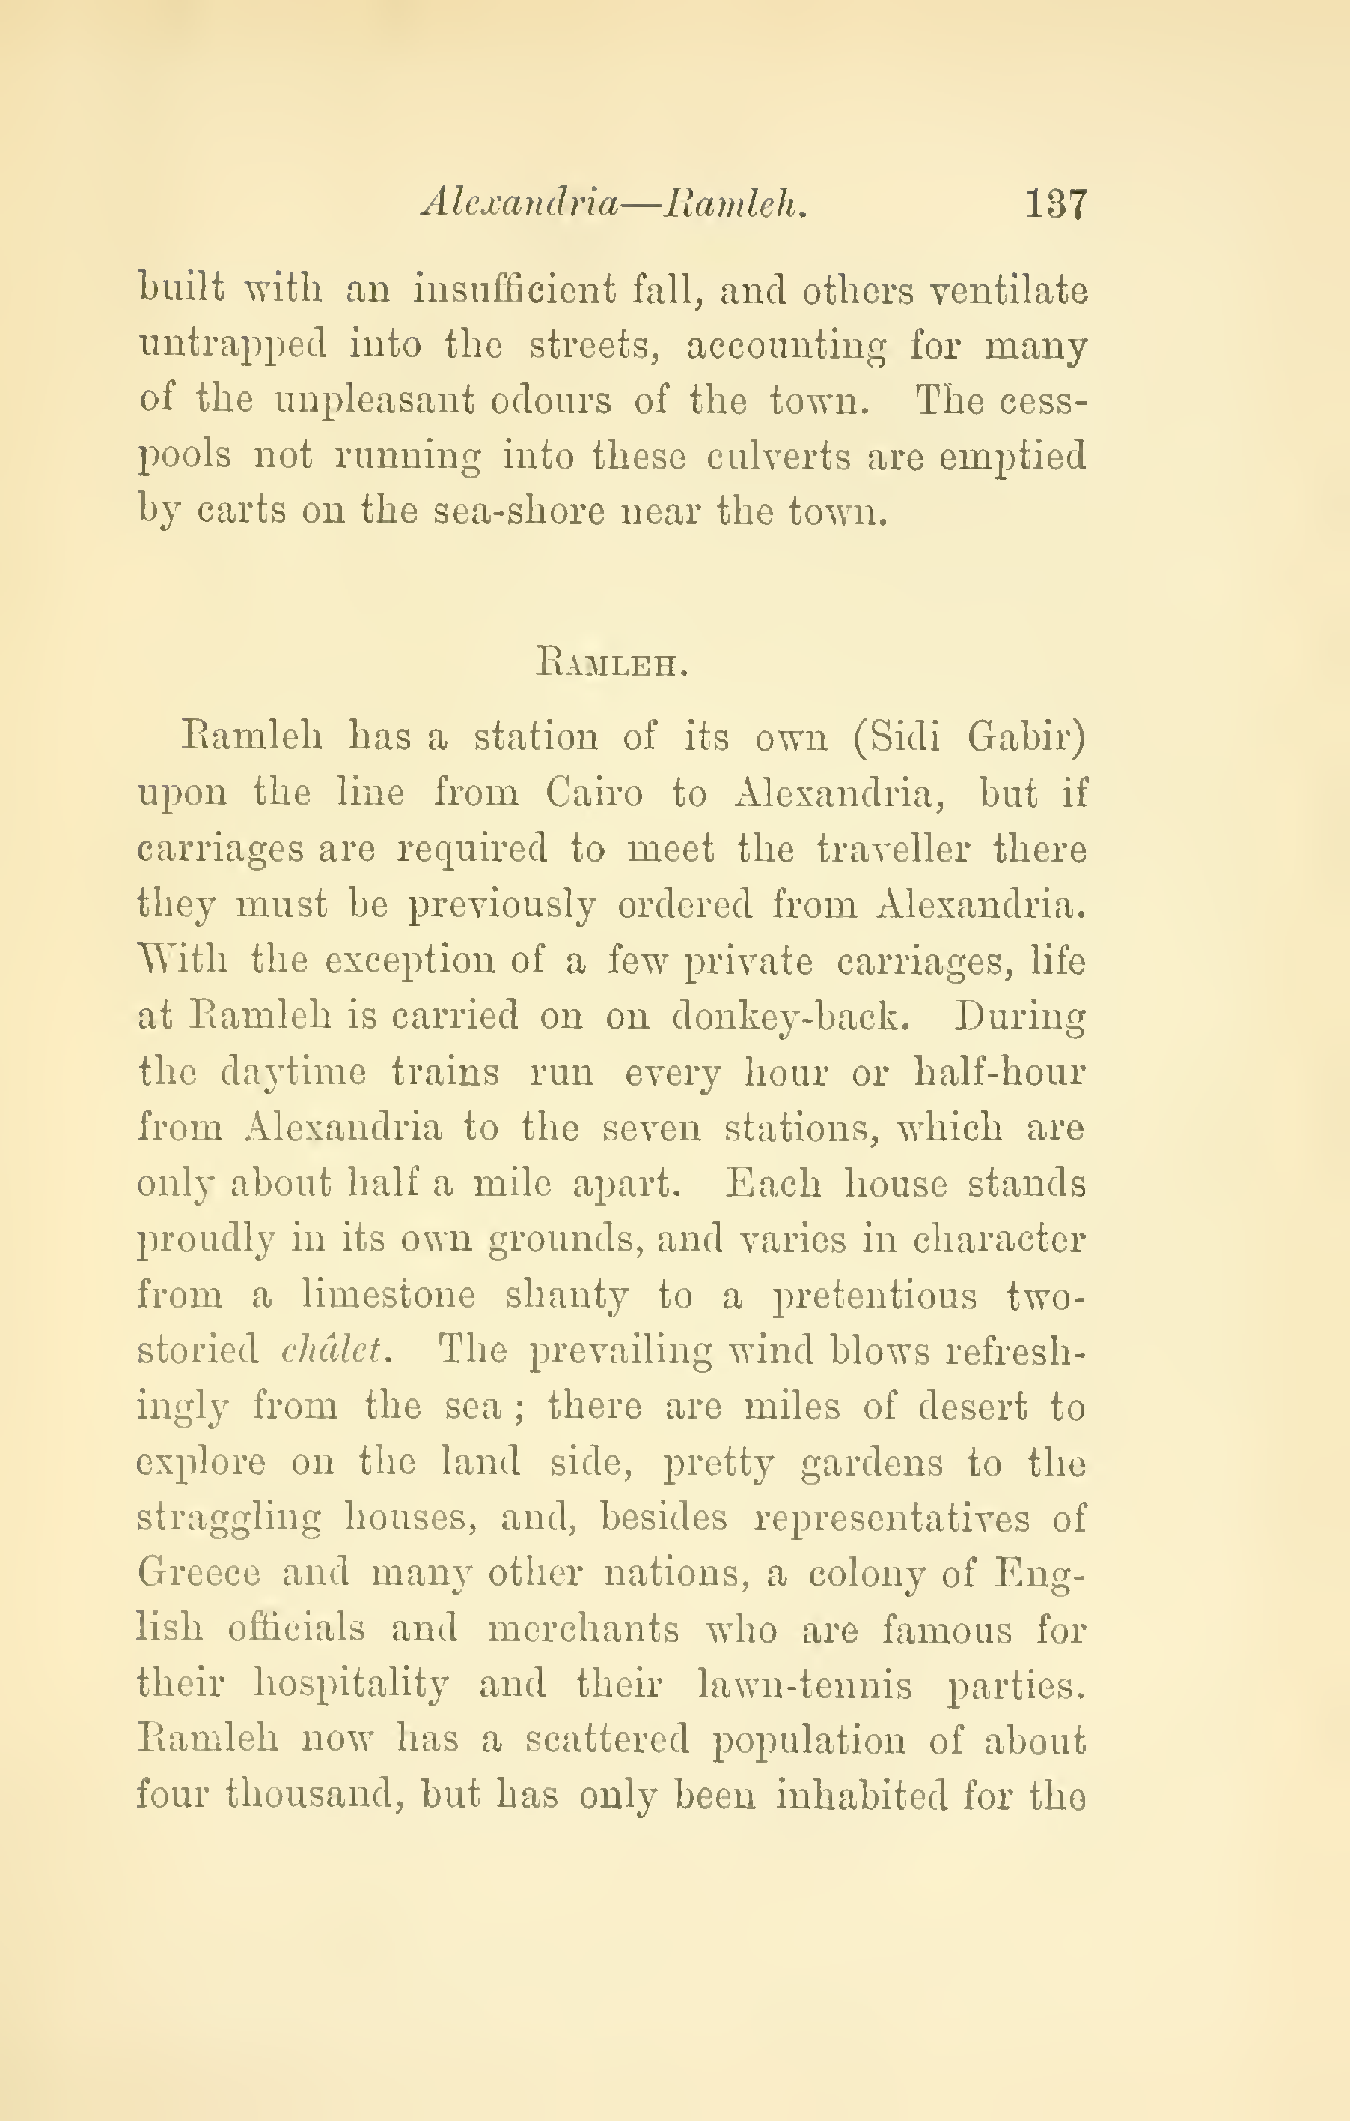 Alexandria—Ramleh. 137
built with an insufficient fall, and others ventilate
untrapped into the streets, accounting for many
of the unpleasant odours of the town. The cess-
pools not running into these culverts are emptied
by carts on the sea-shore near the town.
Ramleh.
Ramleh has a station of its own (Sidi Gabir)
upon the line from Cairo to Alexandria, but if
carriages are required to meet the traveller there
they must be previously ordered from Alexandria.
With the exception of a few private carriages, life
at Ramleh is carried on on donkey-back. During
the daytime trains run every hour or half-hour
from Alexandria to the seven stations, which are
only about half a mile apart. Each house stands
proudly in its own grounds, and varies in character
from a limestone shanty to a pretentious two-
storied châlet. The prevailing wind blows refresh-
ingly from the sea ; there are miles of desert to
explore on the land side, pretty gardens to the
straggling houses, and, besides representatives of
Greece and many other nations, a colony of Eng-
lish officials and merchants who are famous for
their hospitality and their lawn-tennis parties.
Ramleh now has a scattered population of about
four thousand, but has only been inhabited for the